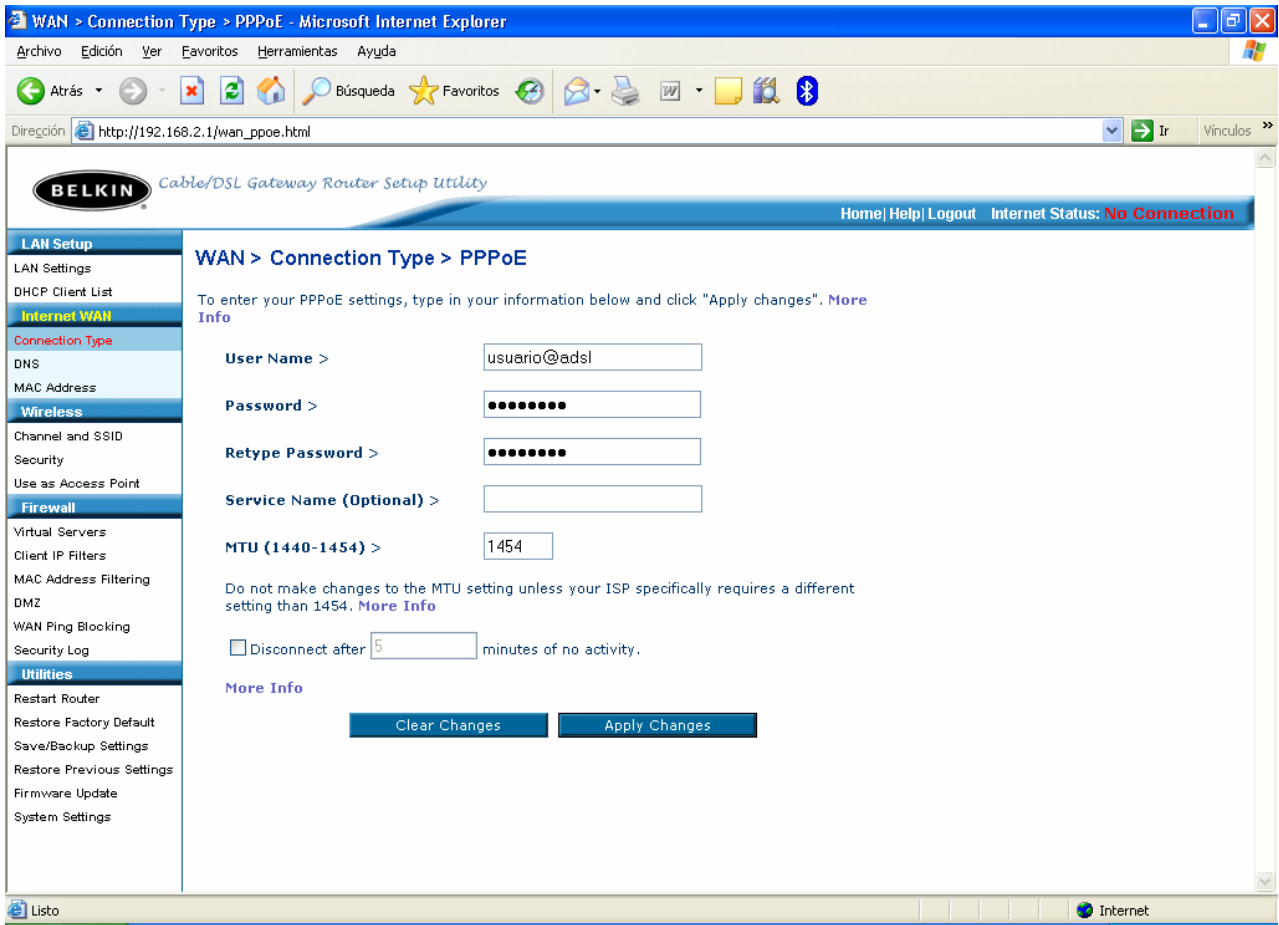 WAN > Connection Type > PPPoE - Microsoft Internet Explorer
Archivo Edición Ver Favoritos Herramientas Ayuda
Atrás Búsqueda Favoritos
Dirección http://192.168.2.1/wan_ppoe.html Ir Vínculos »
BELKIN Cable/DSL Gateway Router Setup Utility
Home| Help| Logout Internet Status: No Connection
LAN Setup
LAN Settings
DHCP Client List
Internet WAN
Connection Type
DNS
MAC Address
Wireless
Channel and SSID
Security
Use as Access Point
Firewall
Virtual Servers
Client IP Filters
MAC Address Filtering
DMZ
WAN Ping Blocking
Security Log
Utilities
Restart Router
Restore Factory Default
Save/Backup Settings
Restore Previous Settings
Firmware Update
System Settings
WAN > Connection Type > PPPoE
To enter your PPPoE settings, type in your information below and click "Apply changes". More
Info
User Name > usuario@adsl
Password > ●●●●●●●●
Retype Password > ●●●●●●●●
Service Name (Optional) >
MTU (1440-1454) > 1454
Do not make changes to the MTU setting unless your ISP specifically requires a different
setting than 1454. More Info
Disconnect after 5 minutes of no activity.
More Info
Clear Changes Apply Changes
Listo Internet